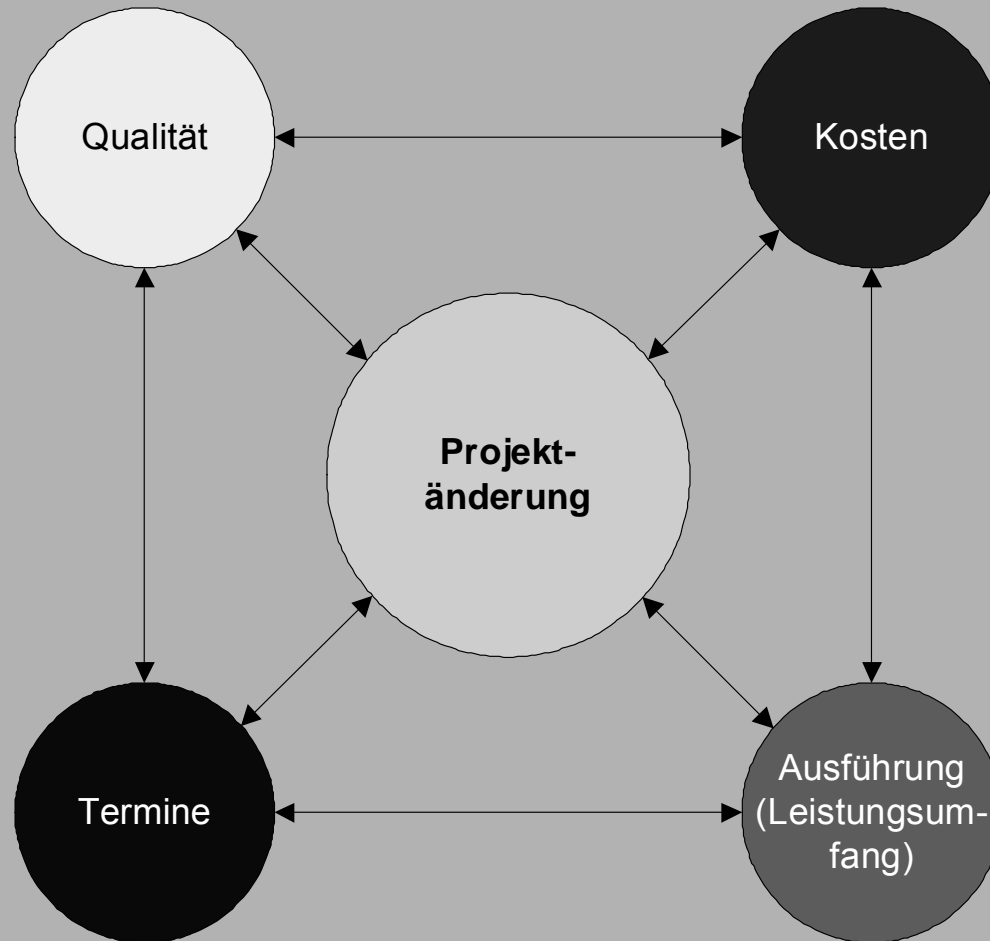 Qualität
Kosten
Projekt-
änderung
Termine
Ausführung
(Leistungsum-
fang)